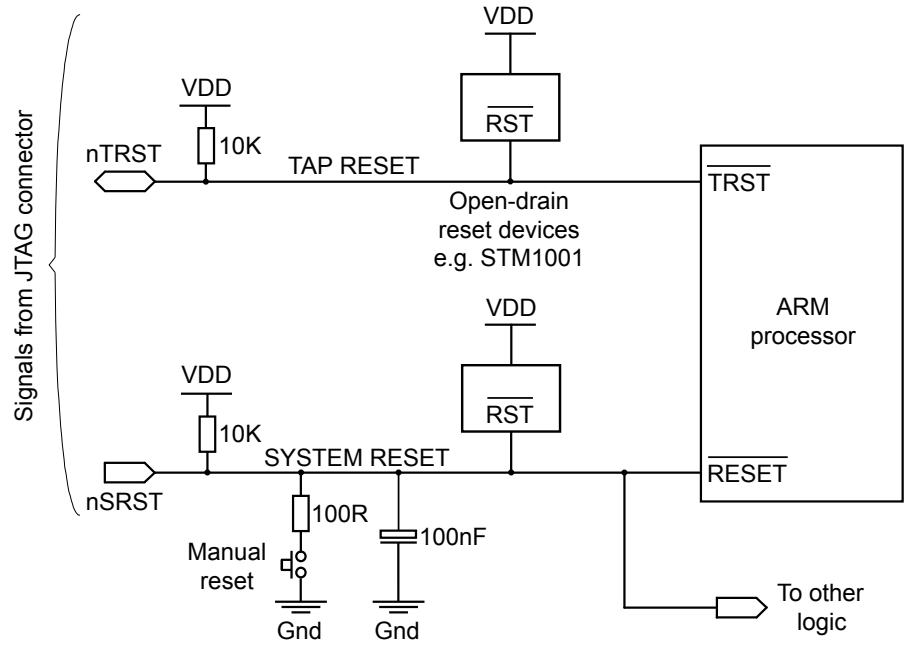 Signals from JTAG connector
VDD
VDD
RST
10K
nTRST
TAP RESET
TRST
Open-drain
reset devices
e.g. STM1001
ARM
processor
VDD
VDD
RST
10K
SYSTEM RESET
nSRST
RESET
100R
100nF
Manual
reset
Gnd
Gnd
To other
logic